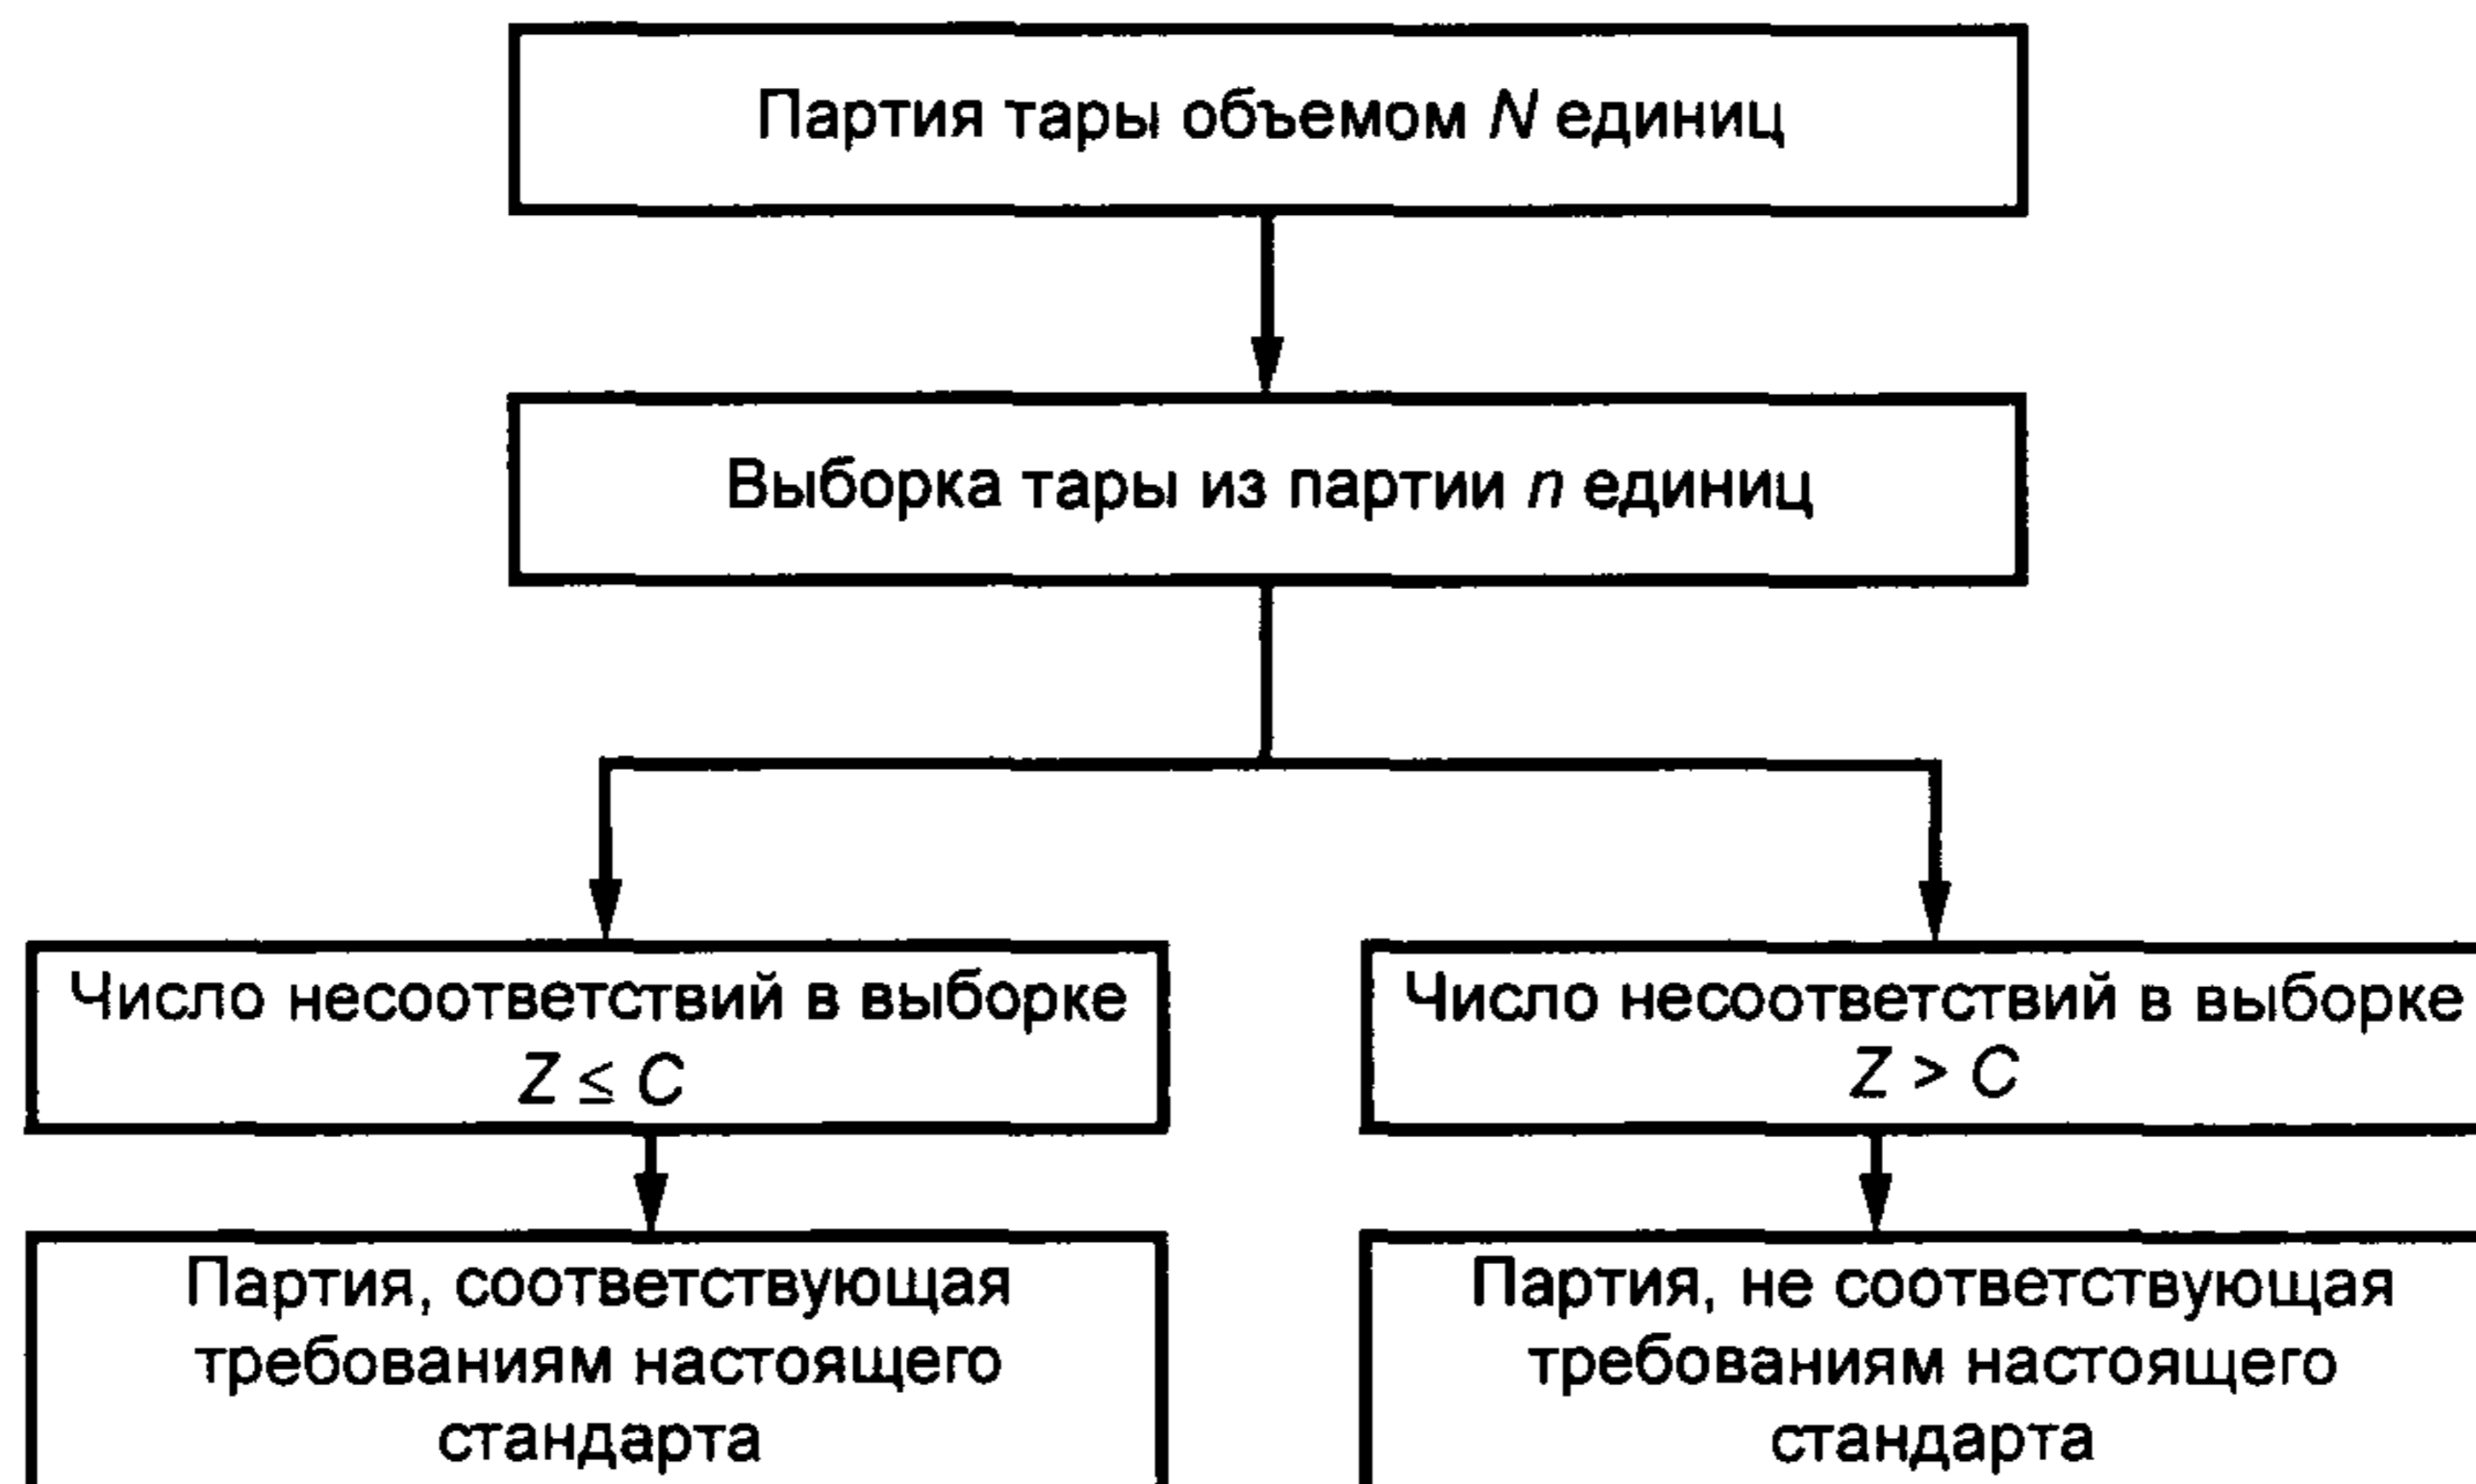 Партия тары объемом N единиц
Выборка тары из партии n единиц
Число несоответствий в выборке
Z ≤ C
Число несоответствий в выборке
Z > C
Партия, соответствующая
требованиям настоящего
стандарта
Партия, не соответствующая
требованиям настоящего
стандарта